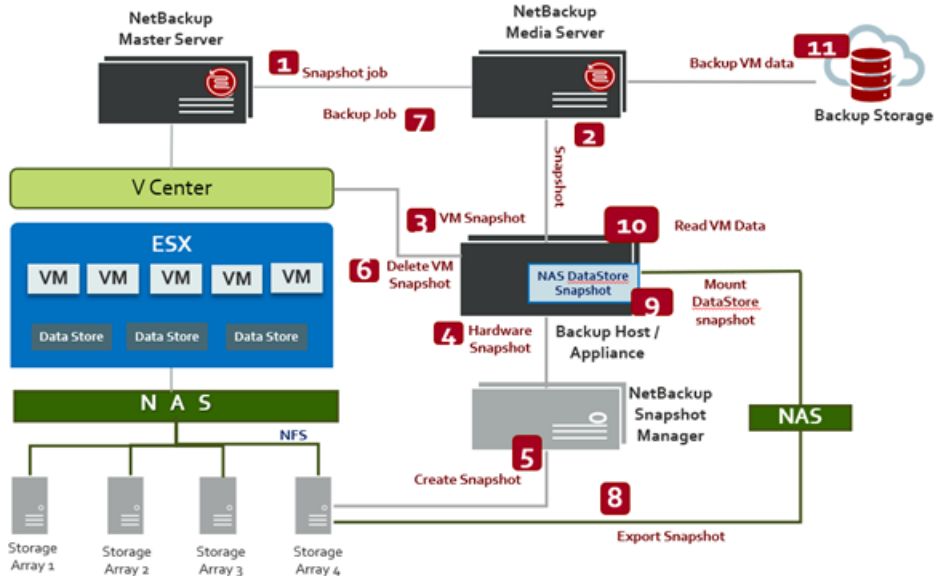 NetBackup
Master Server
NetBackup
Media Server
1
Snapshot job
Backup Job
7
2
Snapshot
Backup VM data
11
Backup Storage
V Center
3
VM Snapshot
6
Delete VM
Snapshot
10
Read VM Data
NAS DataStore
Snapshot
9
Mount
DataStore
snapshot
ESX
VM
VM
VM
VM
VM
Data Store
Data Store
Data Store
4
Hardware
Snapshot
Backup Host /
Appliance
N A S
NFS
NetBackup
Snapshot
Manager
NAS
5
Create Snapshot
8
Export Snapshot
Storage
Array 1
Storage
Array 2
Storage
Array 3
Storage
Array 4